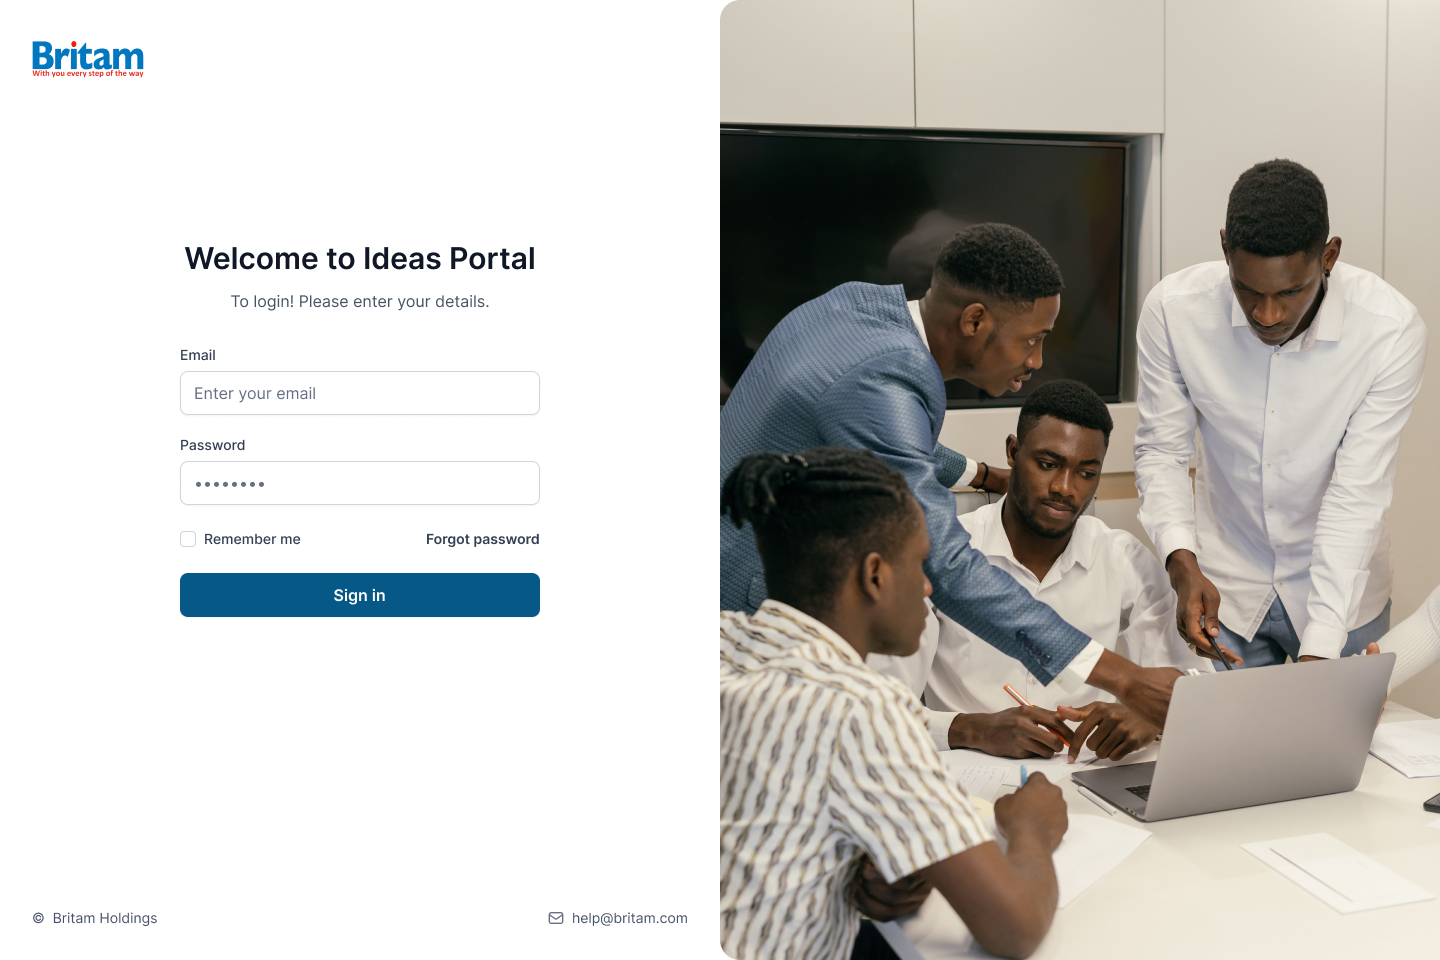 Britam
With you every step of the way
Welcome to Ideas Portal
To login! Please enter your details.
Email
Enter your email
Password
••••••••
Remember me
Forgot password
Sign in
© Britam Holdings
help@britam.com